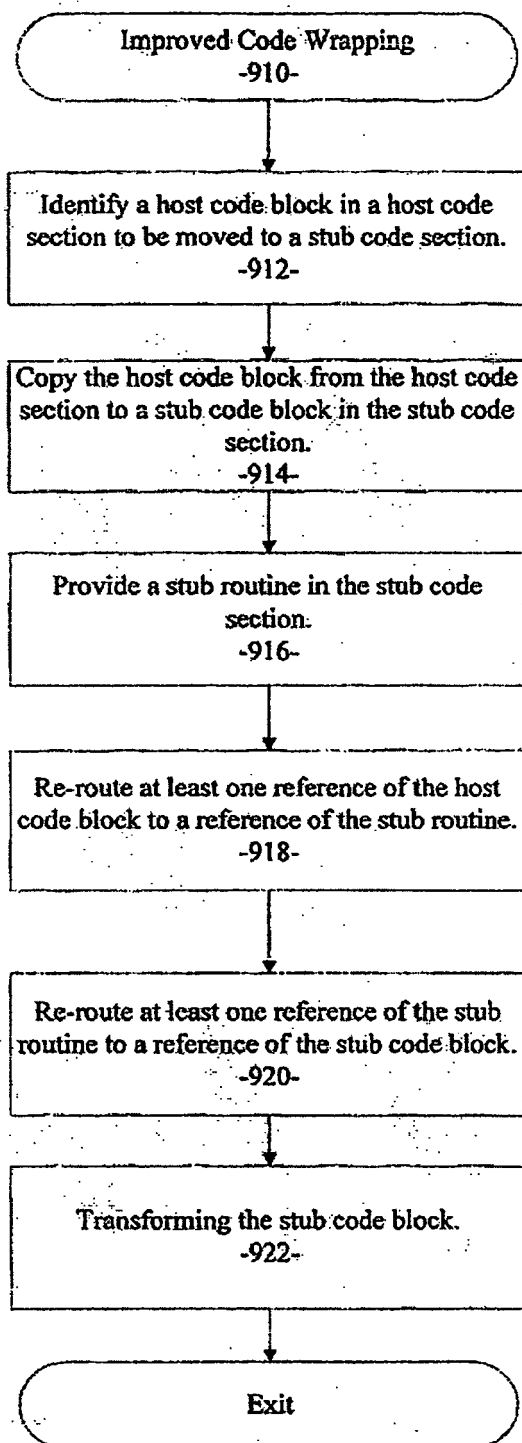 Improved Code Wrapping
-910-
Identify a host code block in a host code
section to be moved to a stub code section.
-912-
Copy the host code block from the host code
section to a stub code block in the stub code
section.
-914-
Provide a stub routine in the stub code
section.
-916-
Re-route at least one reference of the host
code block to a reference of the stub routine.
-918-
Re-route at least one reference of the stub
routine to a reference of the stub code block.
-920-
Transforming the stub code block.
-922-
Exit